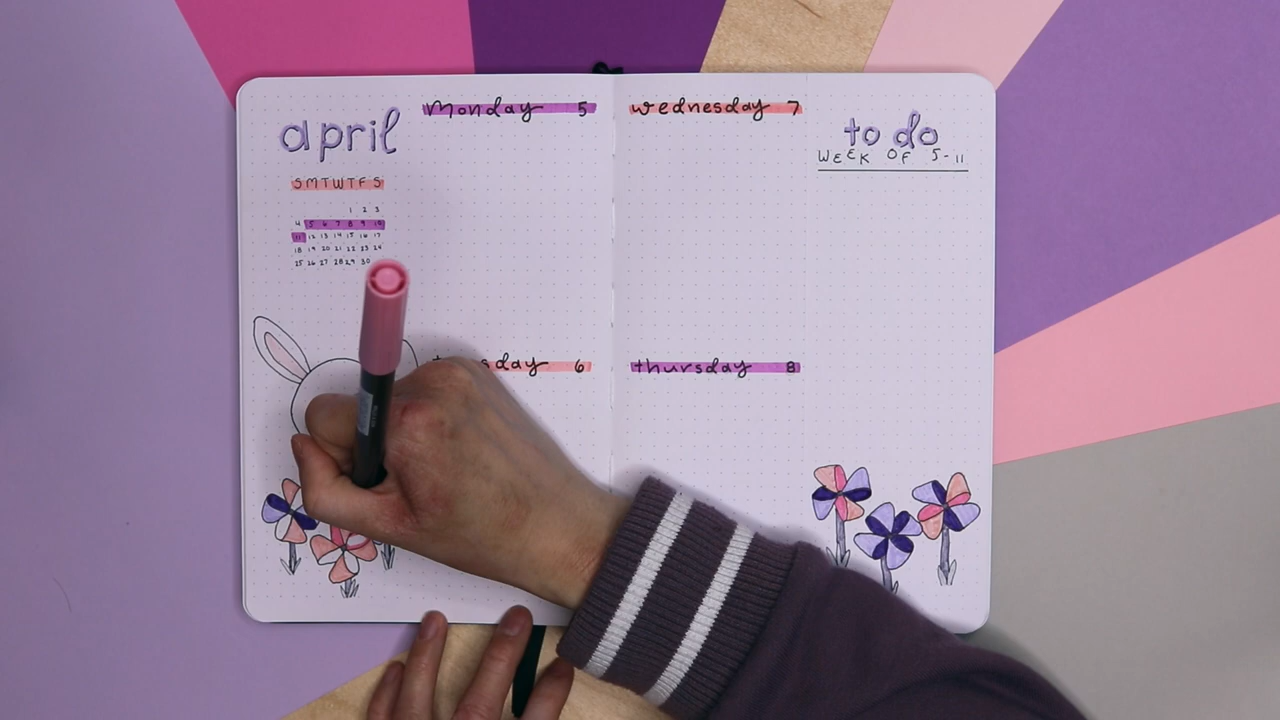 april
S M T W T F S
1 2 3
4 5 6 7 8 9 10
11 12 13 14 15 16 17
18 19 20 21 22 23 24
25 26 27 28 29 30
monday 5
sday 6
wednesday 7
thursday 8
to do
WEEK OF 5-11